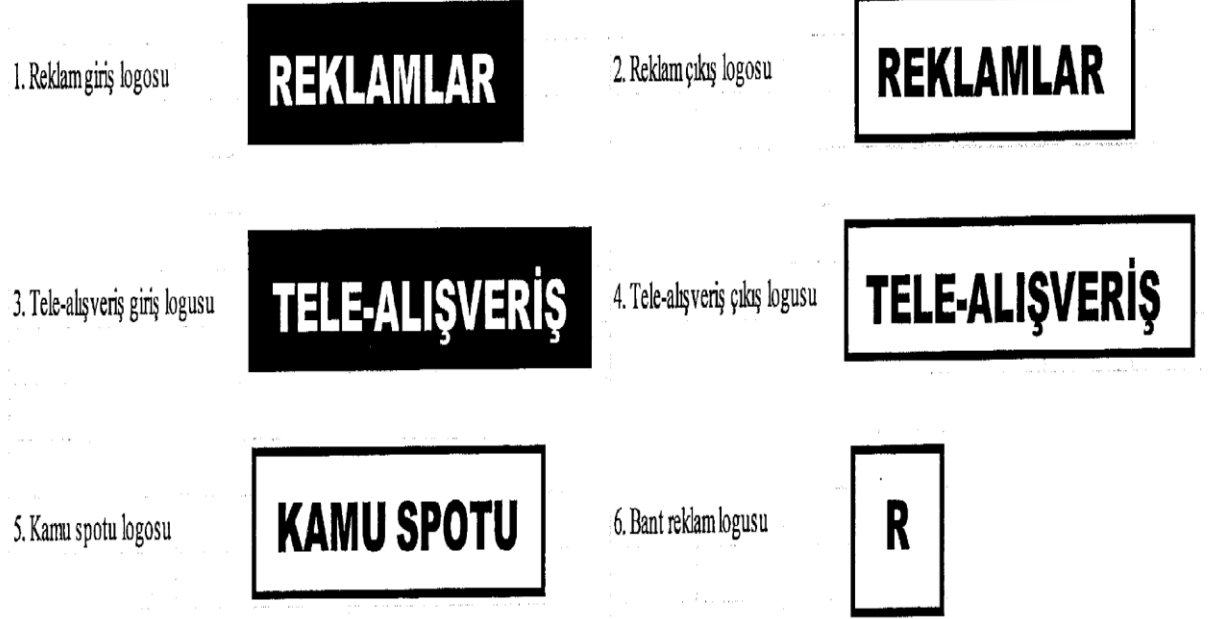 1. Reklam giriş logosu
REKLAMLAR
2. Reklam çıkış logosu
REKLAMLAR
3. Tele-alışveriş giriş logusu
TELE-ALIŞVERİŞ
4. Tele-alışveriş çıkış logusu
TELE-ALIŞVERİŞ
5. Kamu spotu logosu
KAMU SPOTU
6. Bant reklam logusu
R